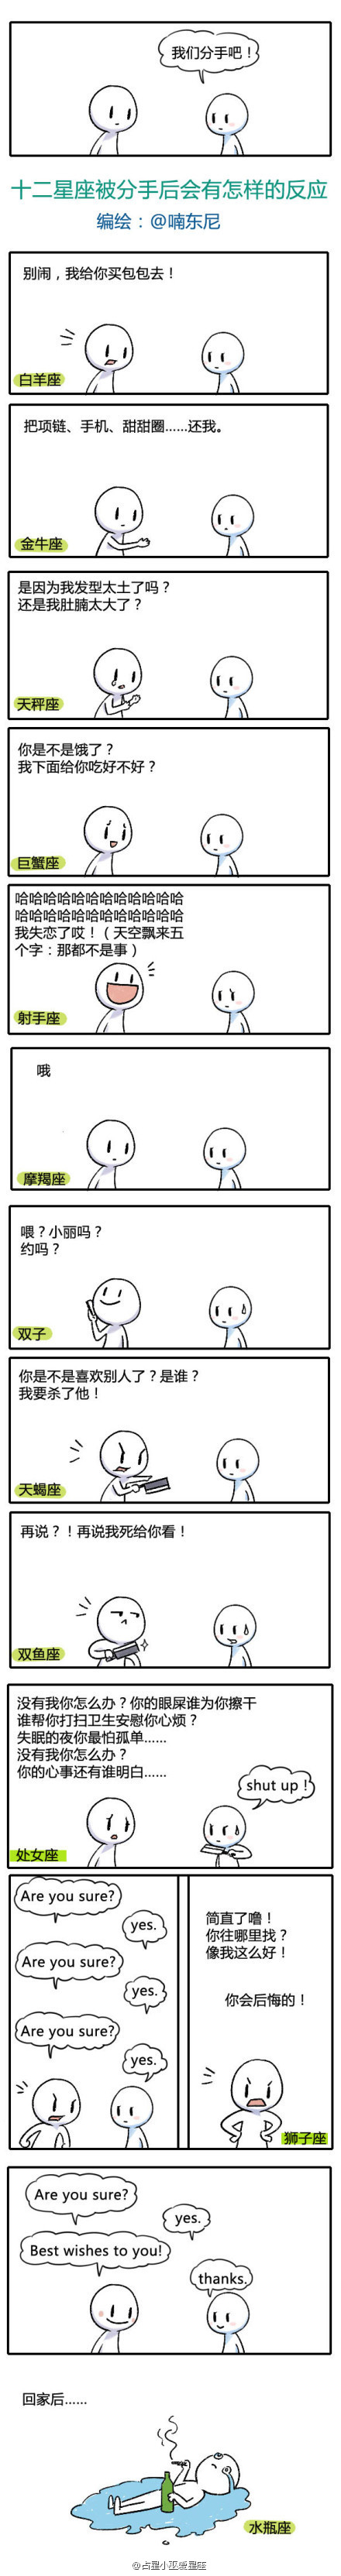 我们分手吧！
十二星座被分手后会有怎样的反应
编绘：@喃东尼
别闹，我给你买包包去！
白羊座
把项链、手机、甜甜圈……还我。
金牛座
是因为我发型太土了吗？
还是我肚腩太大了？
天秤座
你是不是饿了？
我下面给你吃好不好？
巨蟹座
哈哈哈哈哈哈哈哈哈哈哈哈
哈哈哈哈哈哈哈哈哈哈哈哈
我失恋了哎！（天空飘来五
个字：那都不是事）
射手座
哦
摩羯座
喂？小丽吗？
约吗？
双子
你是不是喜欢别人了？是谁？
我要杀了他！
天蝎座
再说？！再说我死给你看！
双鱼座
没有我你怎么办？你的眼屎谁为你擦干
谁帮你打扫卫生安慰你心烦？
失眠的夜你最怕孤单……
没有我你怎么办？
你的心事还有谁明白……
shut up！
处女座
Are you sure?
yes.
Are you sure?
yes.
Are you sure?
yes.
简直了噜！
你往哪里找？
像我这么好！
你会后悔的！
狮子座
Are you sure?
yes.
Best wishes to you!
thanks.
回家后……
水瓶座
@占星小巫爱星座